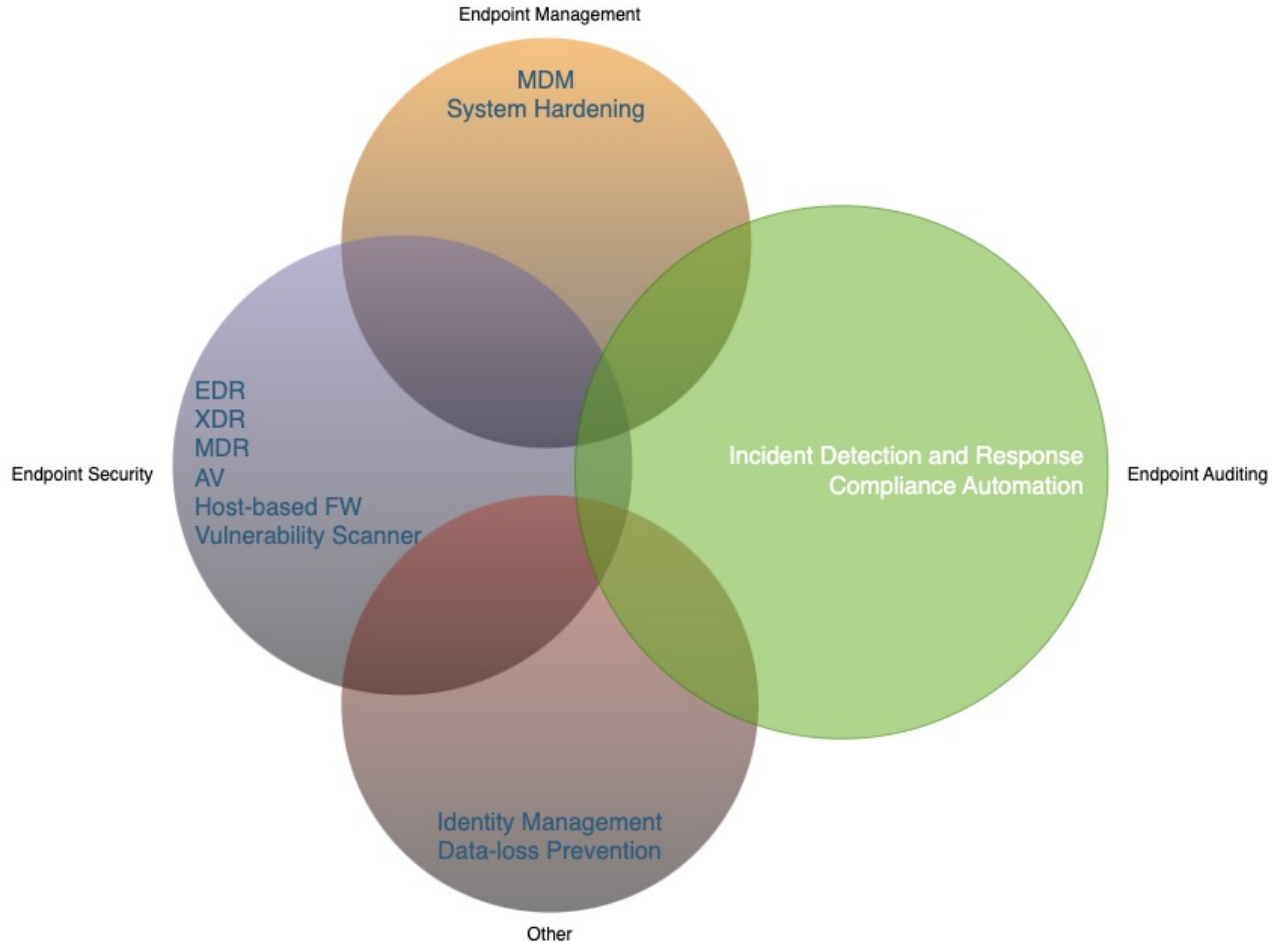 Endpoint Management
MDM
System Hardening
EDR
XDR
MDR
AV
Host-based FW
Vulnerability Scanner
Endpoint Security
Incident Detection and Response
Compliance Automation
Endpoint Auditing
Identity Management
Data-loss Prevention
Other